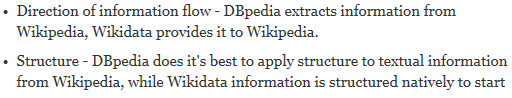 • Direction of information flow - DBpedia extracts information from
Wikipedia, Wikidata provides it to Wikipedia.
• Structure - DBpedia does it's best to apply structure to textual information
from Wikipedia, while Wikidata information is structured natively to start